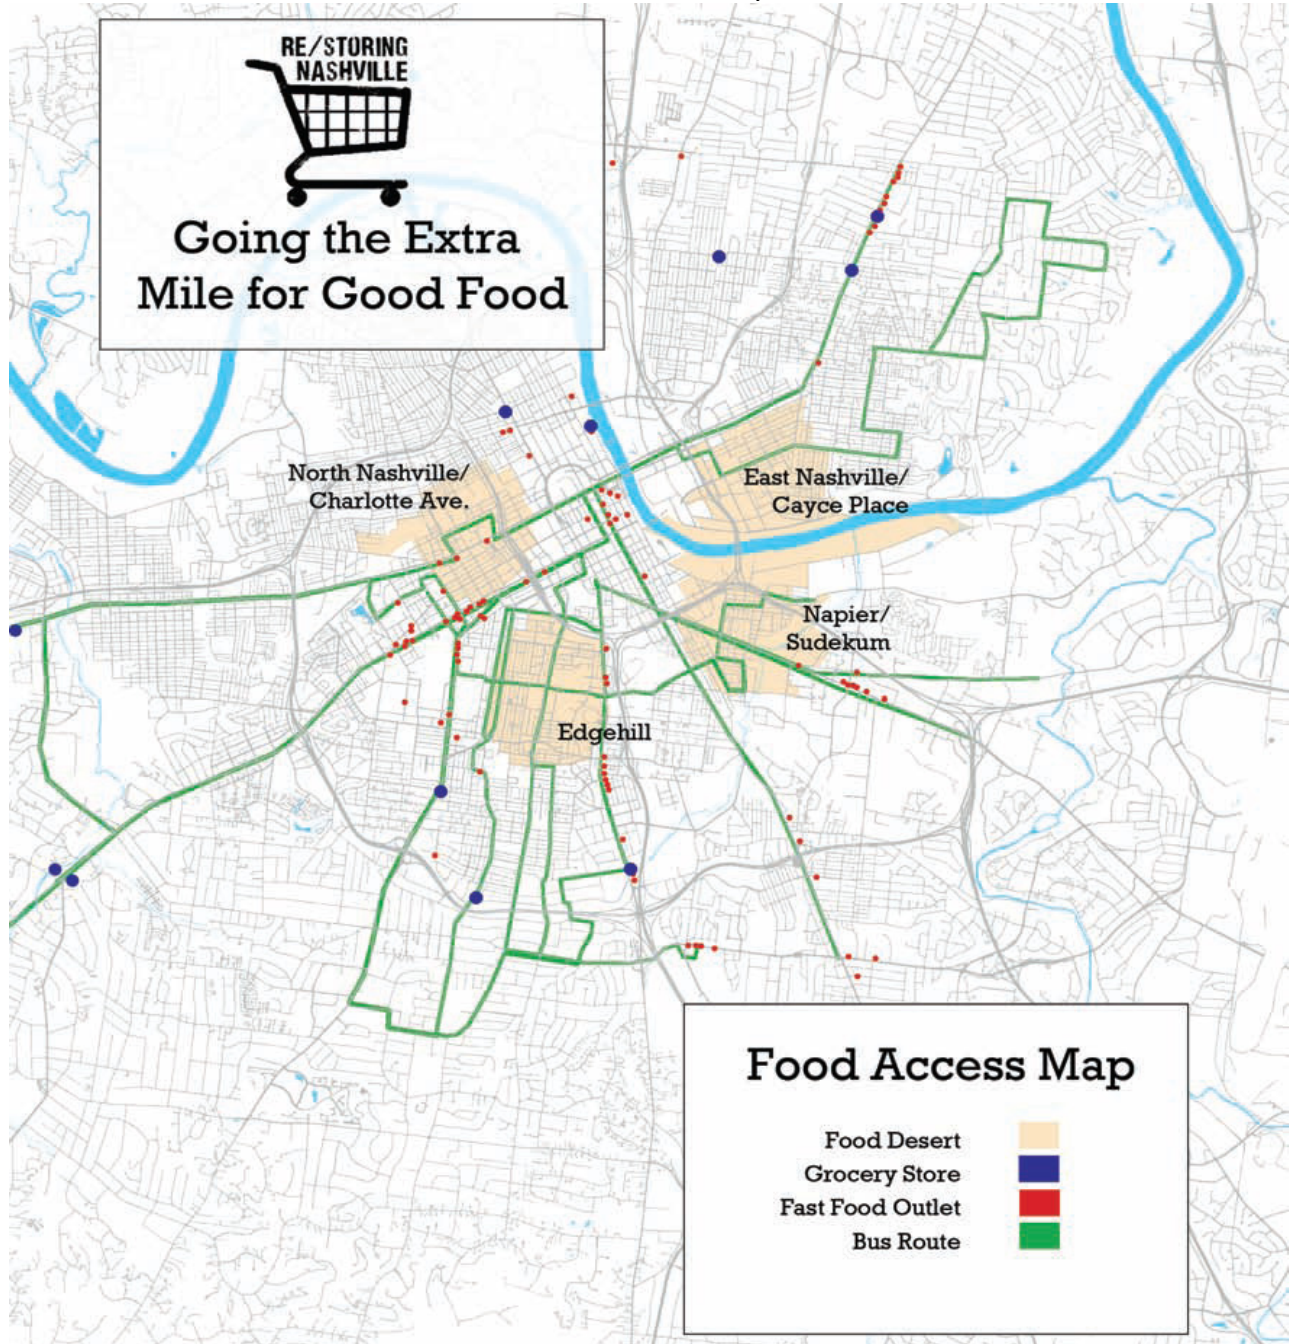 RE/STORING
NASHVILLE
Going the Extra
Mile for Good Food
North Nashville/
Charlotte Ave.
East Nashville/
Cayce Place
Napier/
Sudekum
Edgehill
Food Access Map
Food Desert
Grocery Store
Fast Food Outlet
Bus Route